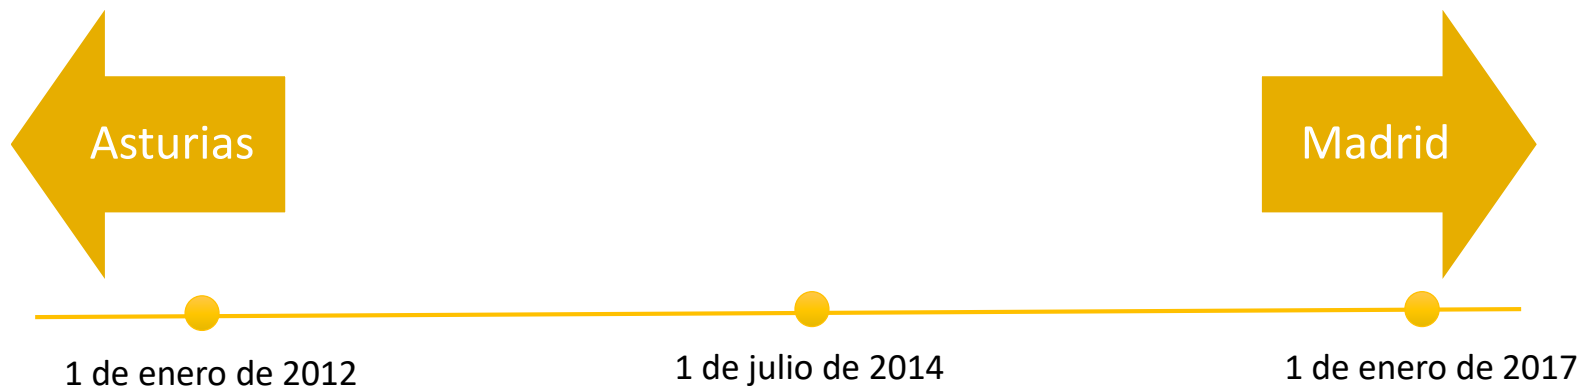 Asturias
Madrid
1 de enero de 2012
1 de julio de 2014
1 de enero de 2017